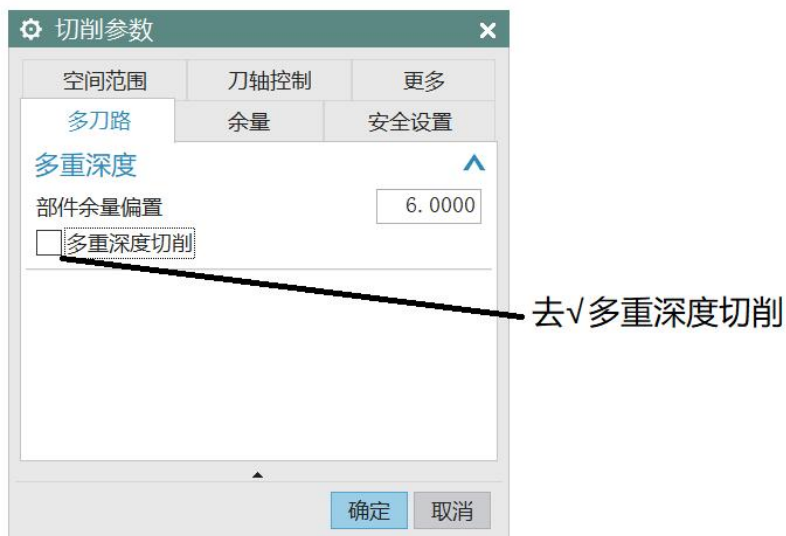 切削参数
空间范围 刀轴控制 更多
多刀路 余量 安全设置
多重深度
部件余量偏置 6.0000
多重深度切削
去√多重深度切削
确定 取消